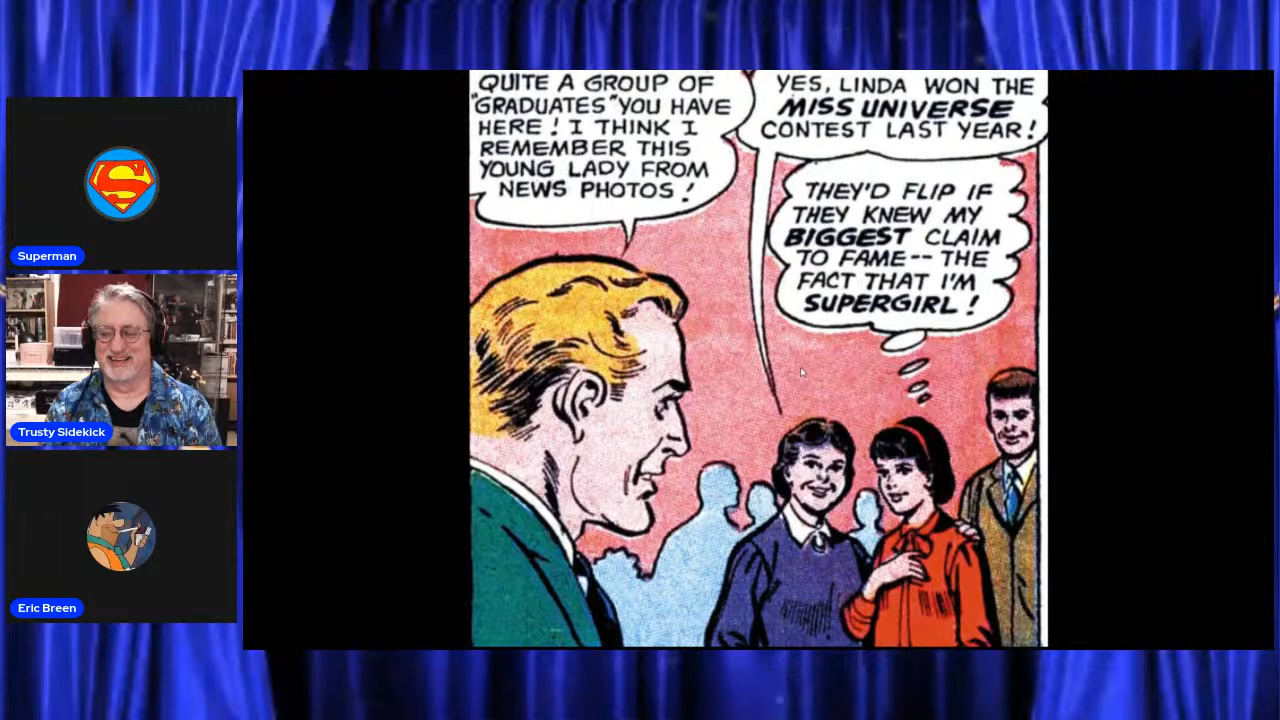 QUITE A GROUP OF
"GRADUATES" YOU HAVE
HERE! I THINK I
REMEMBER THIS
YOUNG LADY FROM
NEWS PHOTOS!
YES, LINDA WON THE
MISS UNIVERSE
CONTEST LAST YEAR!
THEY'D FLIP IF
THEY KNEW MY
BIGGEST CLAIM
TO FAME-- THE
FACT THAT I'M
SUPERGIRL!
Superman
Trusty Sidekick
Eric Breen